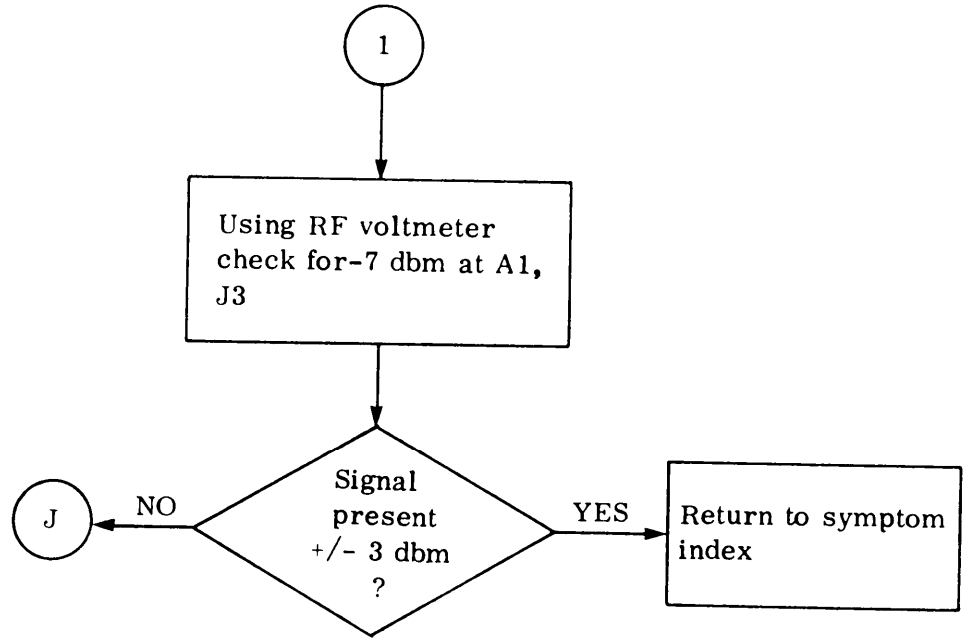 1
Using RF voltmeter
check for-7 dbm at A1,
J3
Signal
present
+/- 3 dbm
?
NO
J
YES
Return to symptom
index